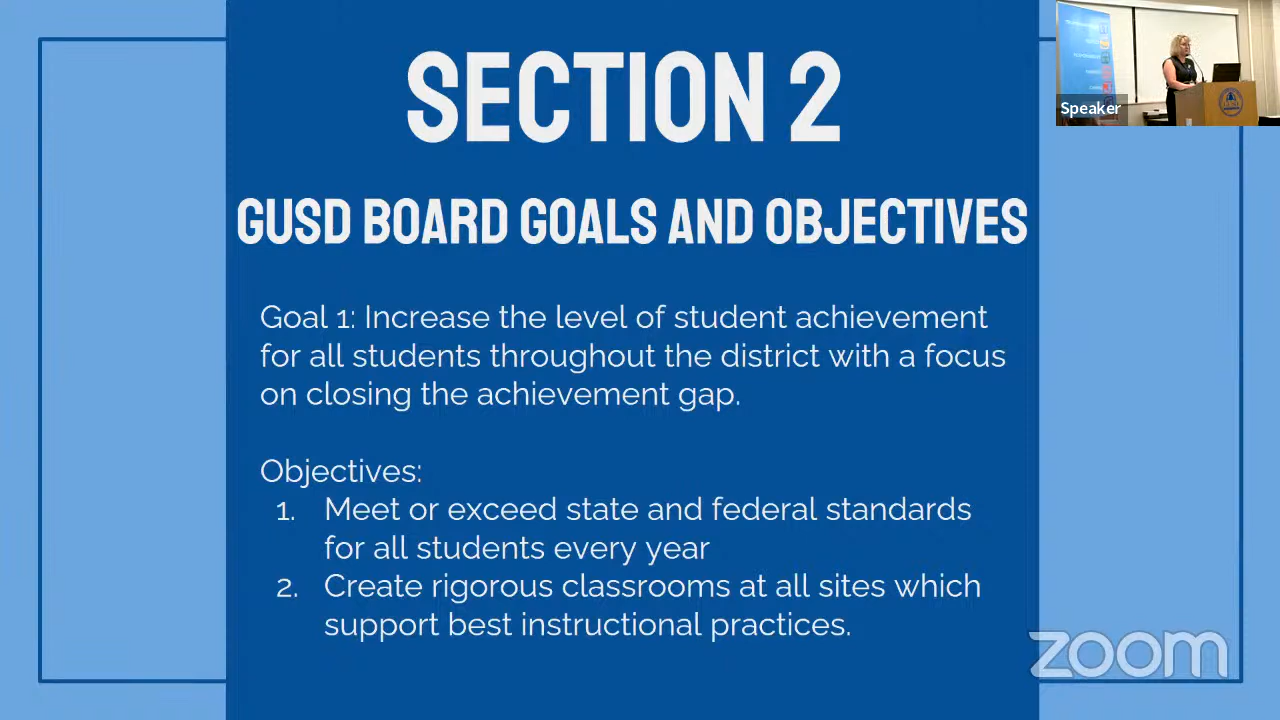 SECTION 2
GUSD BOARD GOALS AND OBJECTIVES
Goal 1: Increase the level of student achievement
for all students throughout the district with a focus
on closing the achievement gap.
Objectives:
1. Meet or exceed state and federal standards
for all students every year
2. Create rigorous classrooms at all sites which
support best instructional practices.
Speaker
zoom